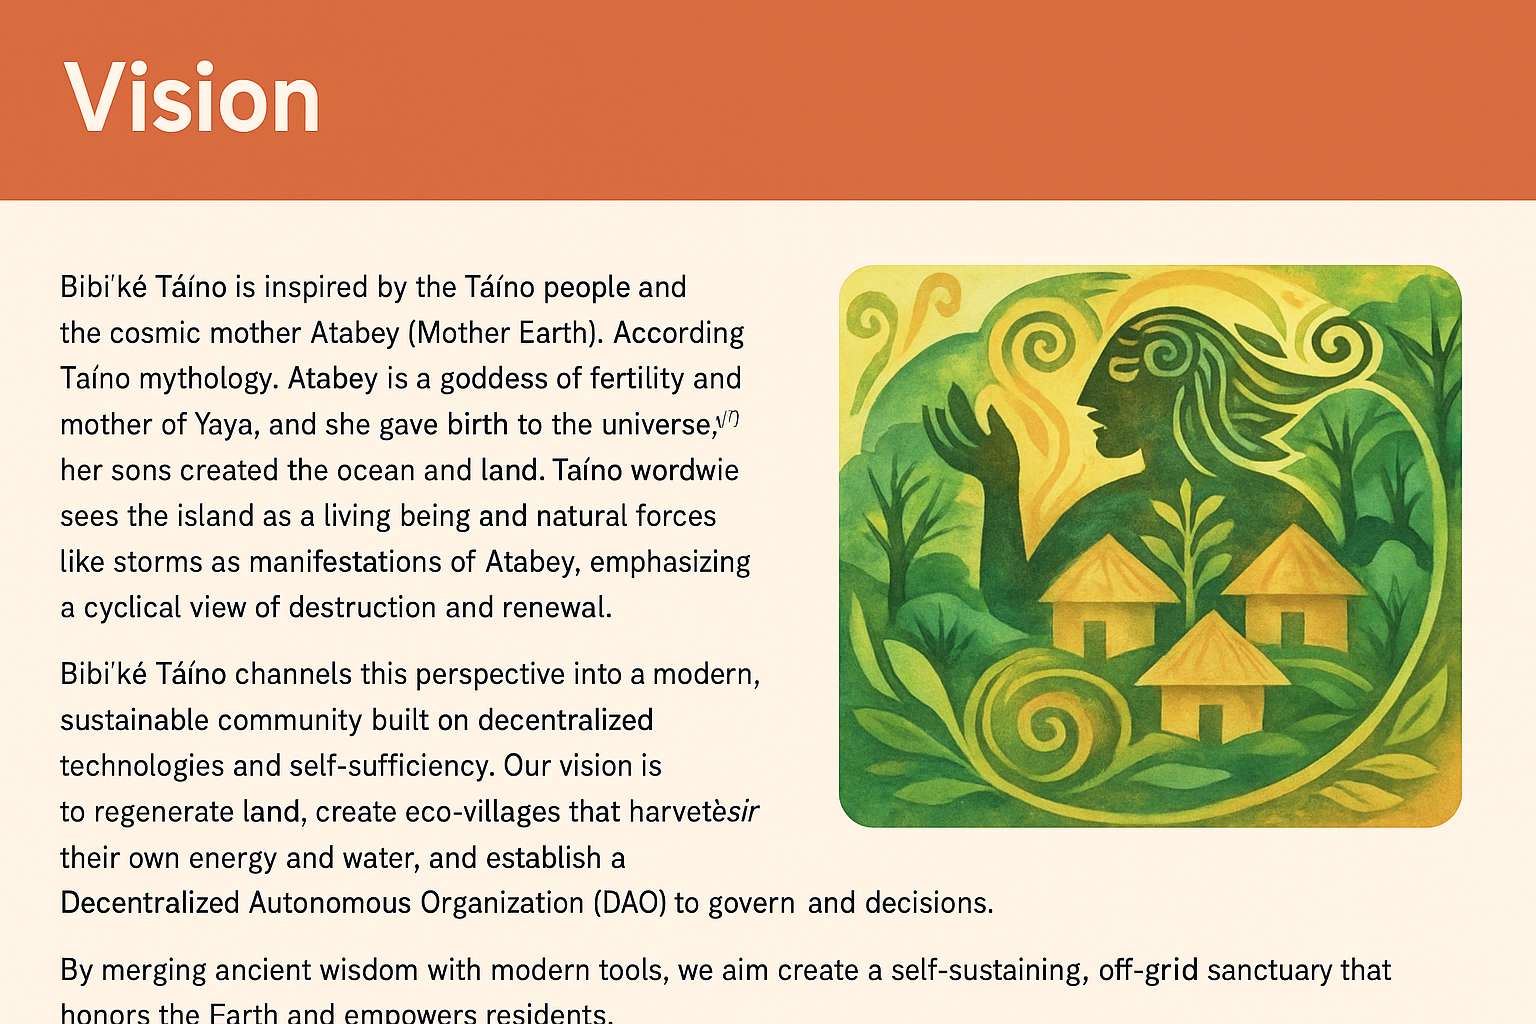 Vision
Bibi'ké Táíno is inspired by the Táíno people and
the cosmic mother Atabey (Mother Earth). According
Taíno mythology. Atabey is a goddess of fertility and
mother of Yaya, and she gave birth to the universe,
her sons created the ocean and land. Taíno wordwie
sees the island as a living being and natural forces
like storms as manifestations of Atabey, emphasizing
a cyclical view of destruction and renewal.
Bibi'ké Táíno channels this perspective into a modern,
sustainable community built on decentralized
technologies and self-sufficiency. Our vision is
to regenerate land, create eco-villages that harvetèsir
their own energy and water, and establish a
Decentralized Autonomous Organization (DAO) to govern and decisions.
By merging ancient wisdom with modern tools, we aim create a self-sustaining, off-grid sanctuary that
honors the Earth and empowers residents.